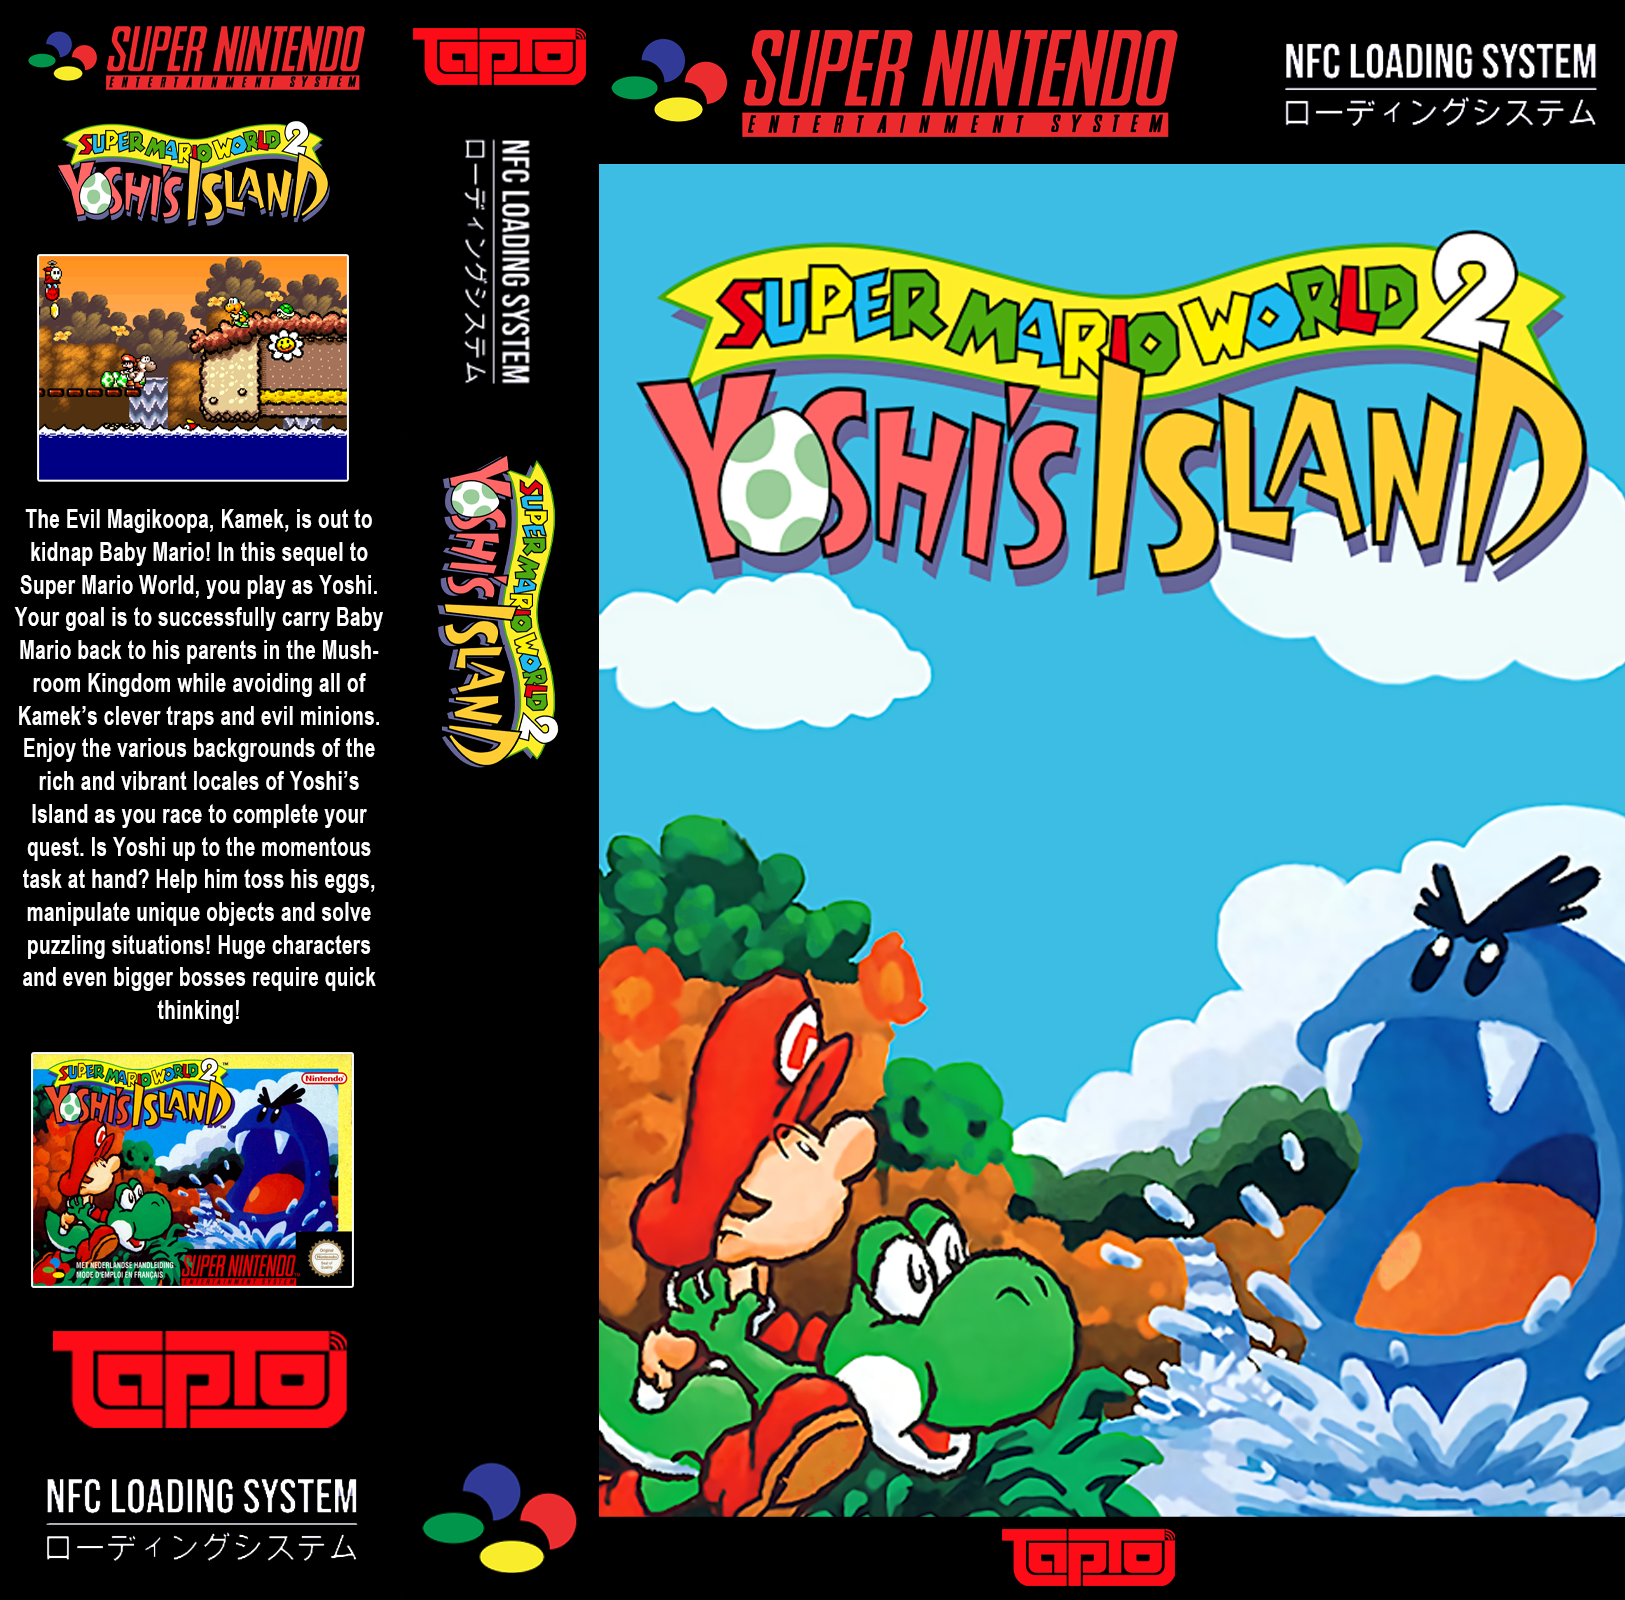 SUPER NINTENDO
ENTERTAINMENT SYSTEM
SUPER MARIO WORLD 2
YOSHI'S ISLAND
The Evil Magikoopa, Kamek, is out to
kidnap Baby Mario! In this sequel to
Super Mario World, you play as Yoshi.
Your goal is to successfully carry Baby
Mario back to his parents in the Mush-
room Kingdom while avoiding all of
Kamek’s clever traps and evil minions.
Enjoy the various backgrounds of the
rich and vibrant locales of Yoshi’s
Island as you race to complete your
quest. Is Yoshi up to the momentous
task at hand? Help him toss his eggs,
manipulate unique objects and solve
puzzling situations! Huge characters
and even bigger bosses require quick
thinking!
SUPER MARIO WORLD 2
YOSHI'S ISLAND
Nintendo
MET NEDERLANDSE HANDLEIDING
MODE D'EMPLOI EN FRANÇAIS
SUPER NINTENDO
ENTERTAINMENT SYSTEM
TapTo
NFC LOADING SYSTEM
ローディングシステム
TapTo
NFC LOADING SYSTEM
ローディングシステム
SUPER MARIO WORLD 2
YOSHI'S ISLAND
SUPER NINTENDO
ENTERTAINMENT SYSTEM
NFC LOADING SYSTEM
ローディングシステム
SUPER MARIO WORLD 2
YOSHI'S ISLAND
TapTo